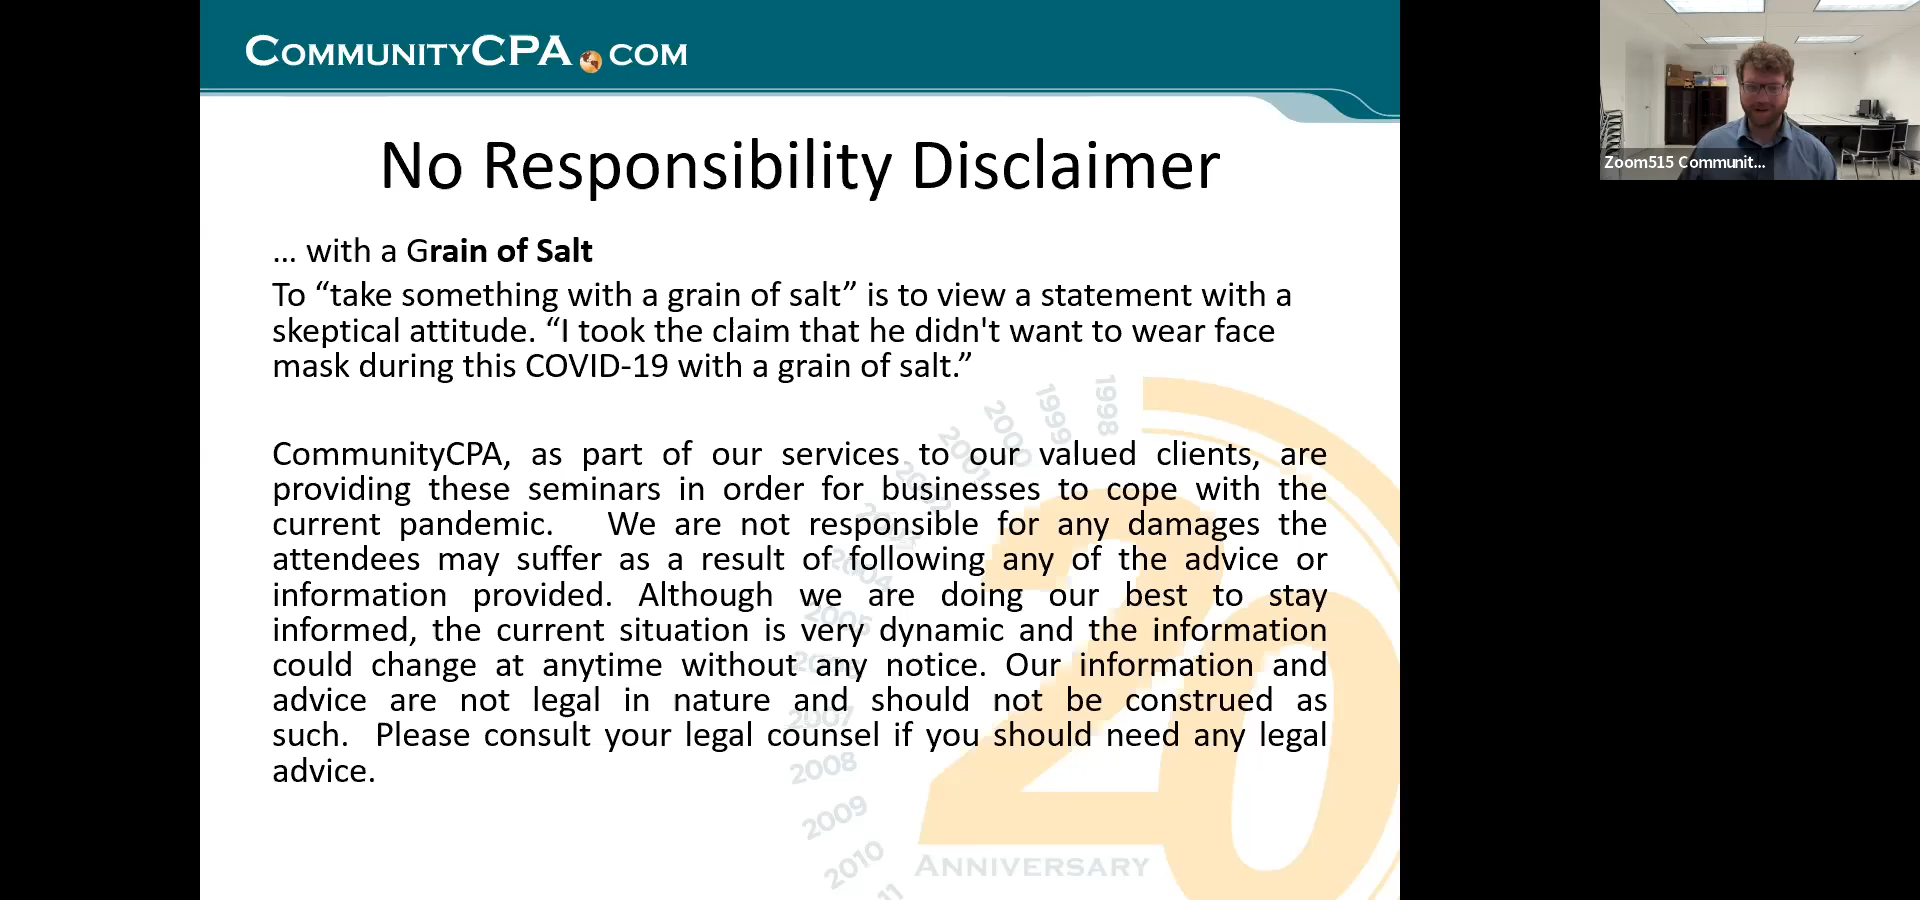 COMMUNITYCPA.COM
No Responsibility Disclaimer
... with a Grain of Salt
To “take something with a grain of salt” is to view a statement with a
skeptical attitude. “I took the claim that he didn't want to wear face
mask during this COVID-19 with a grain of salt.”
CommunityCPA, as part of our services to our valued clients, are
providing these seminars in order for businesses to cope with the
current pandemic. We are not responsible for any damages the
attendees may suffer as a result of following any of the advice or
information provided. Although we are doing our best to stay
informed, the current situation is very dynamic and the information
could change at anytime without any notice. Our information and
advice are not legal in nature and should not be construed as
such. Please consult your legal counsel if you should need any legal
advice.
1998
1999
2000
2001
2002
2003
2004
2005
2007
2008
2009
2010
11
20
ANNIVERSARY
Zoom515 Communit...